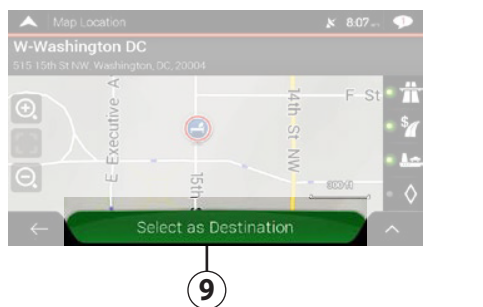 Map Location 8:07
W-Washington DC
515 15th St NW, Washington, DC, 20004
E Executive A
15th
14th St NW
F St
$
Select as Destination
9